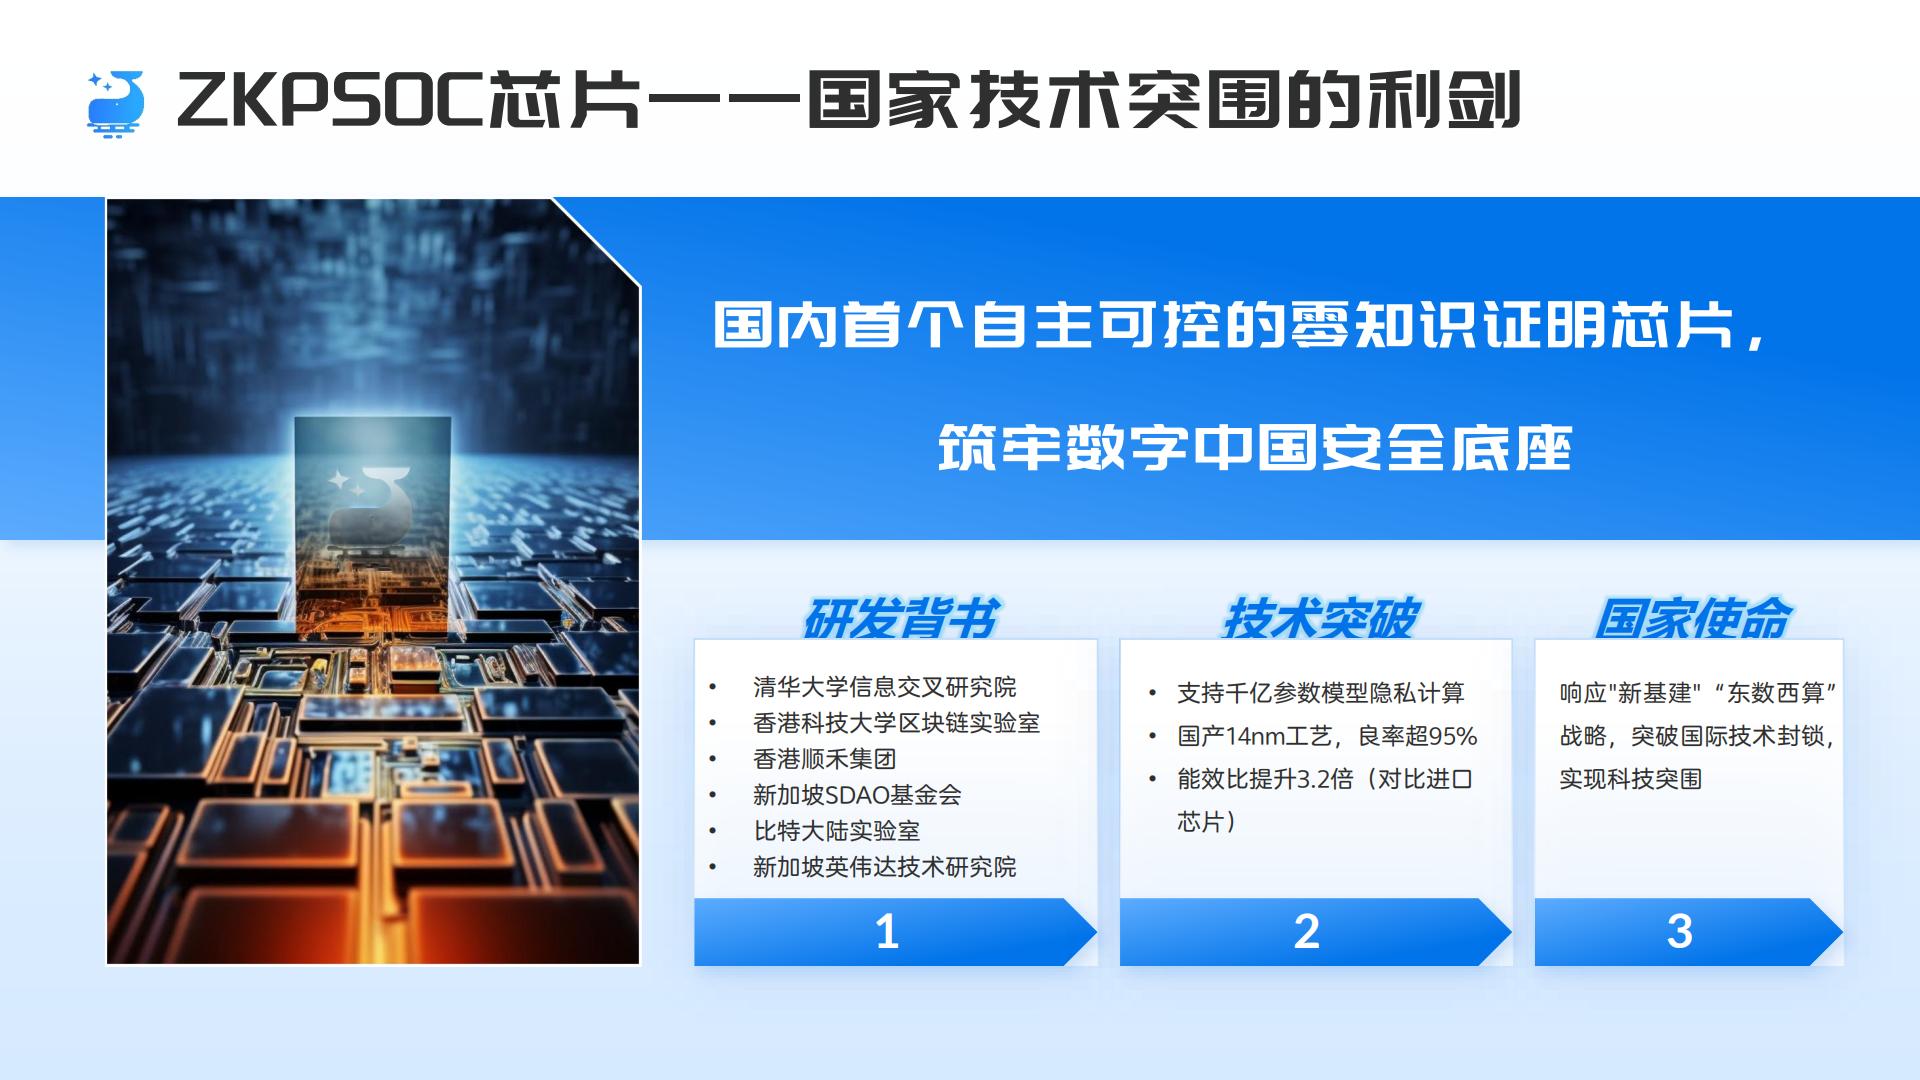 ZKPSOC芯片——国家技术突围的利剑
国内首个自主可控的零知识证明芯片，
筑牢数字中国安全底座
研发背书
• 清华大学信息交叉研究院
• 香港科技大学区块链实验室
• 香港顺禾集团
• 新加坡SDAO基金会
• 比特大陆实验室
• 新加坡英伟达技术研究院
1
技术突破
• 支持千亿参数模型隐私计算
• 国产14nm工艺，良率超95%
• 能效比提升3.2倍（对比进口
芯片）
2
国家使命
响应"新基建"“东数西算”
战略，突破国际技术封锁，
实现科技突围
3